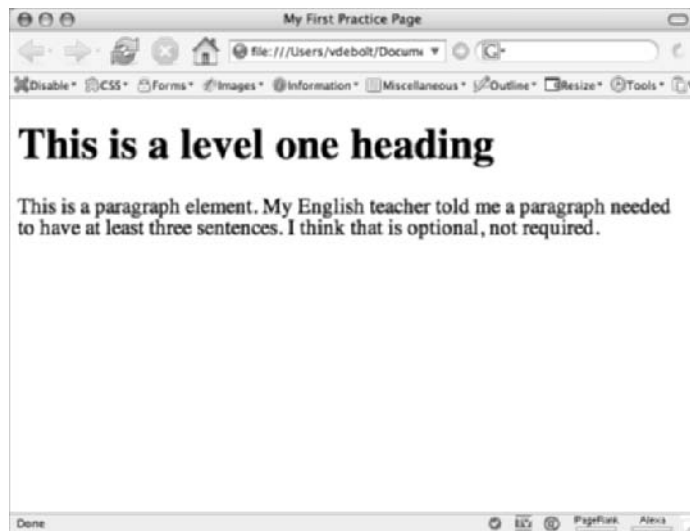 My First Practice Page
file:///Users/vdebolt/Docume
Disable CSS Forms Images Information Miscellaneous Outline Resize Tools
This is a level one heading
This is a paragraph element. My English teacher told me a paragraph needed
to have at least three sentences. I think that is optional, not required.
Done PageRank Alexa